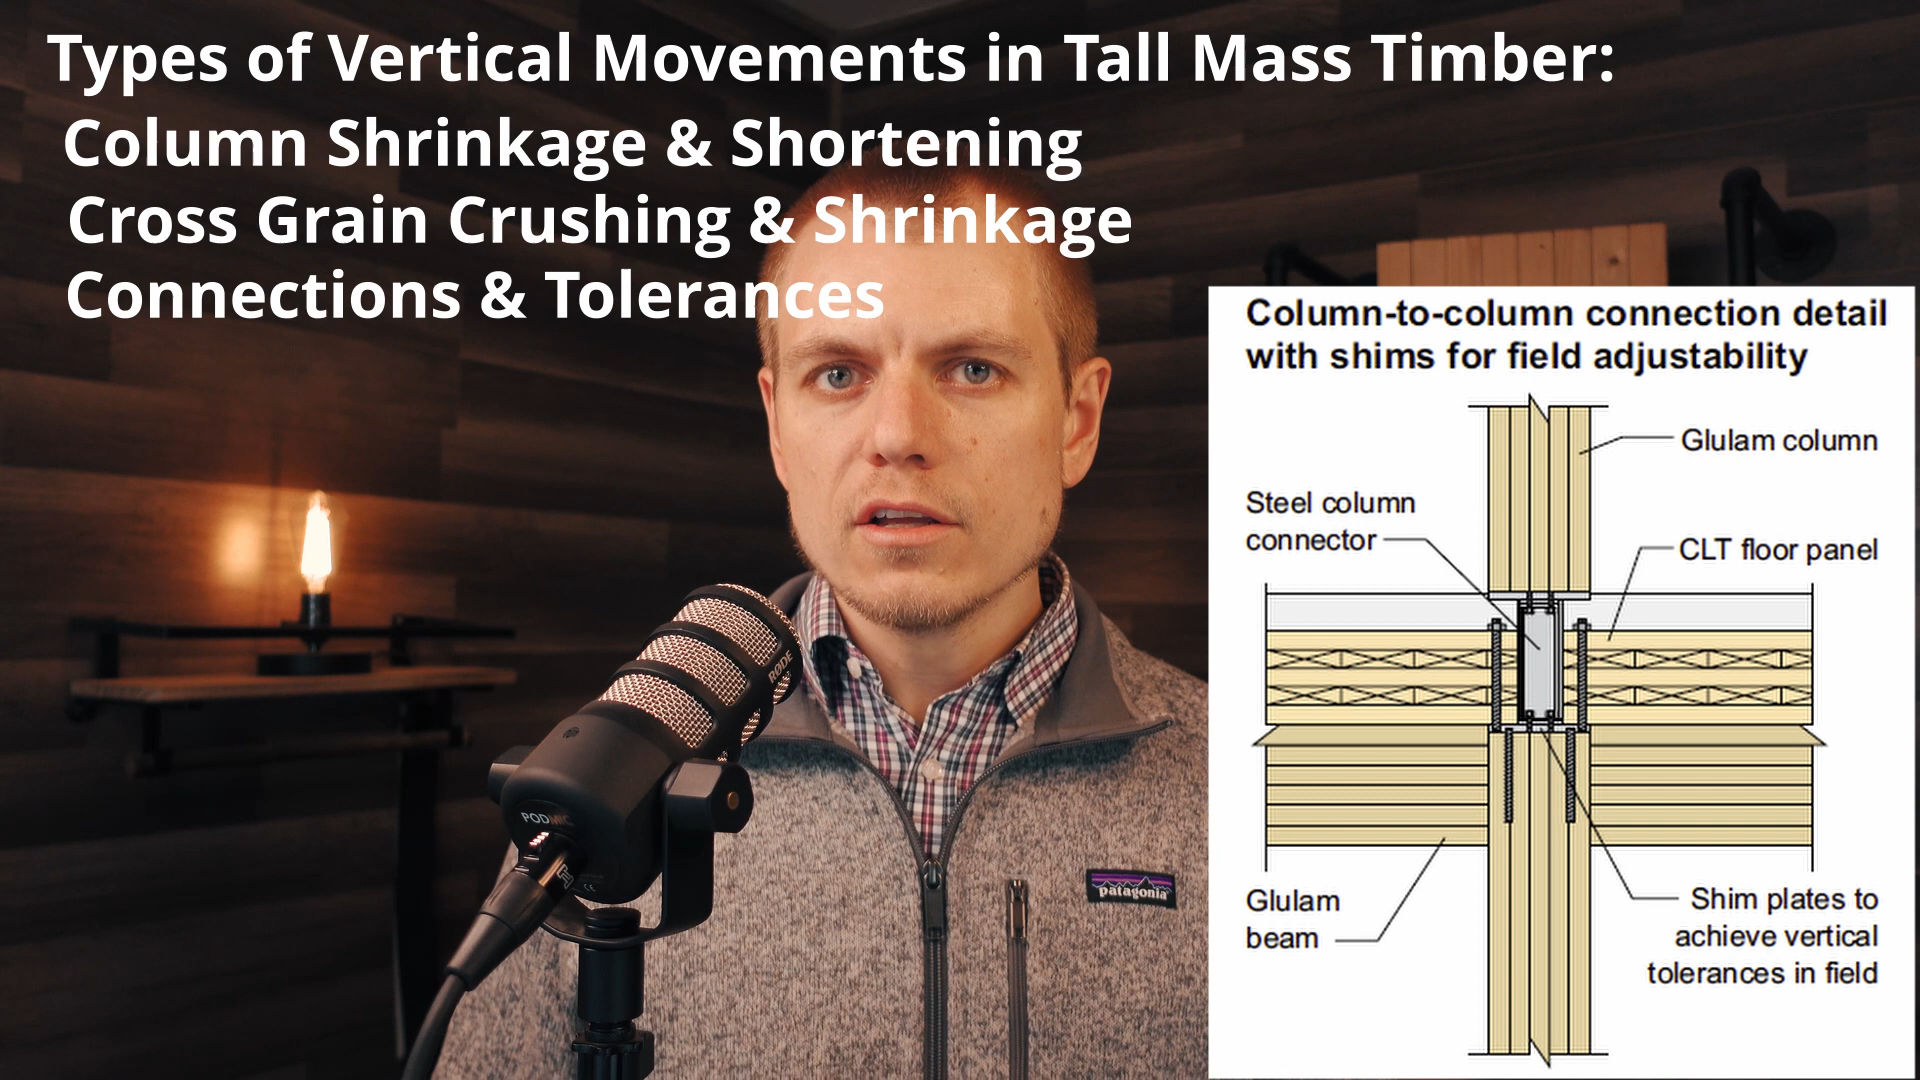 Types of Vertical Movements in Tall Mass Timber:
Column Shrinkage & Shortening
Cross Grain Crushing & Shrinkage
Connections & Tolerances
Column-to-column connection detail
with shims for field adjustability
Glulam column
Steel column
connector
CLT floor panel
Glulam
beam
Shim plates to
achieve vertical
tolerances in field
RØDE
PODMIC
CE
patagonia